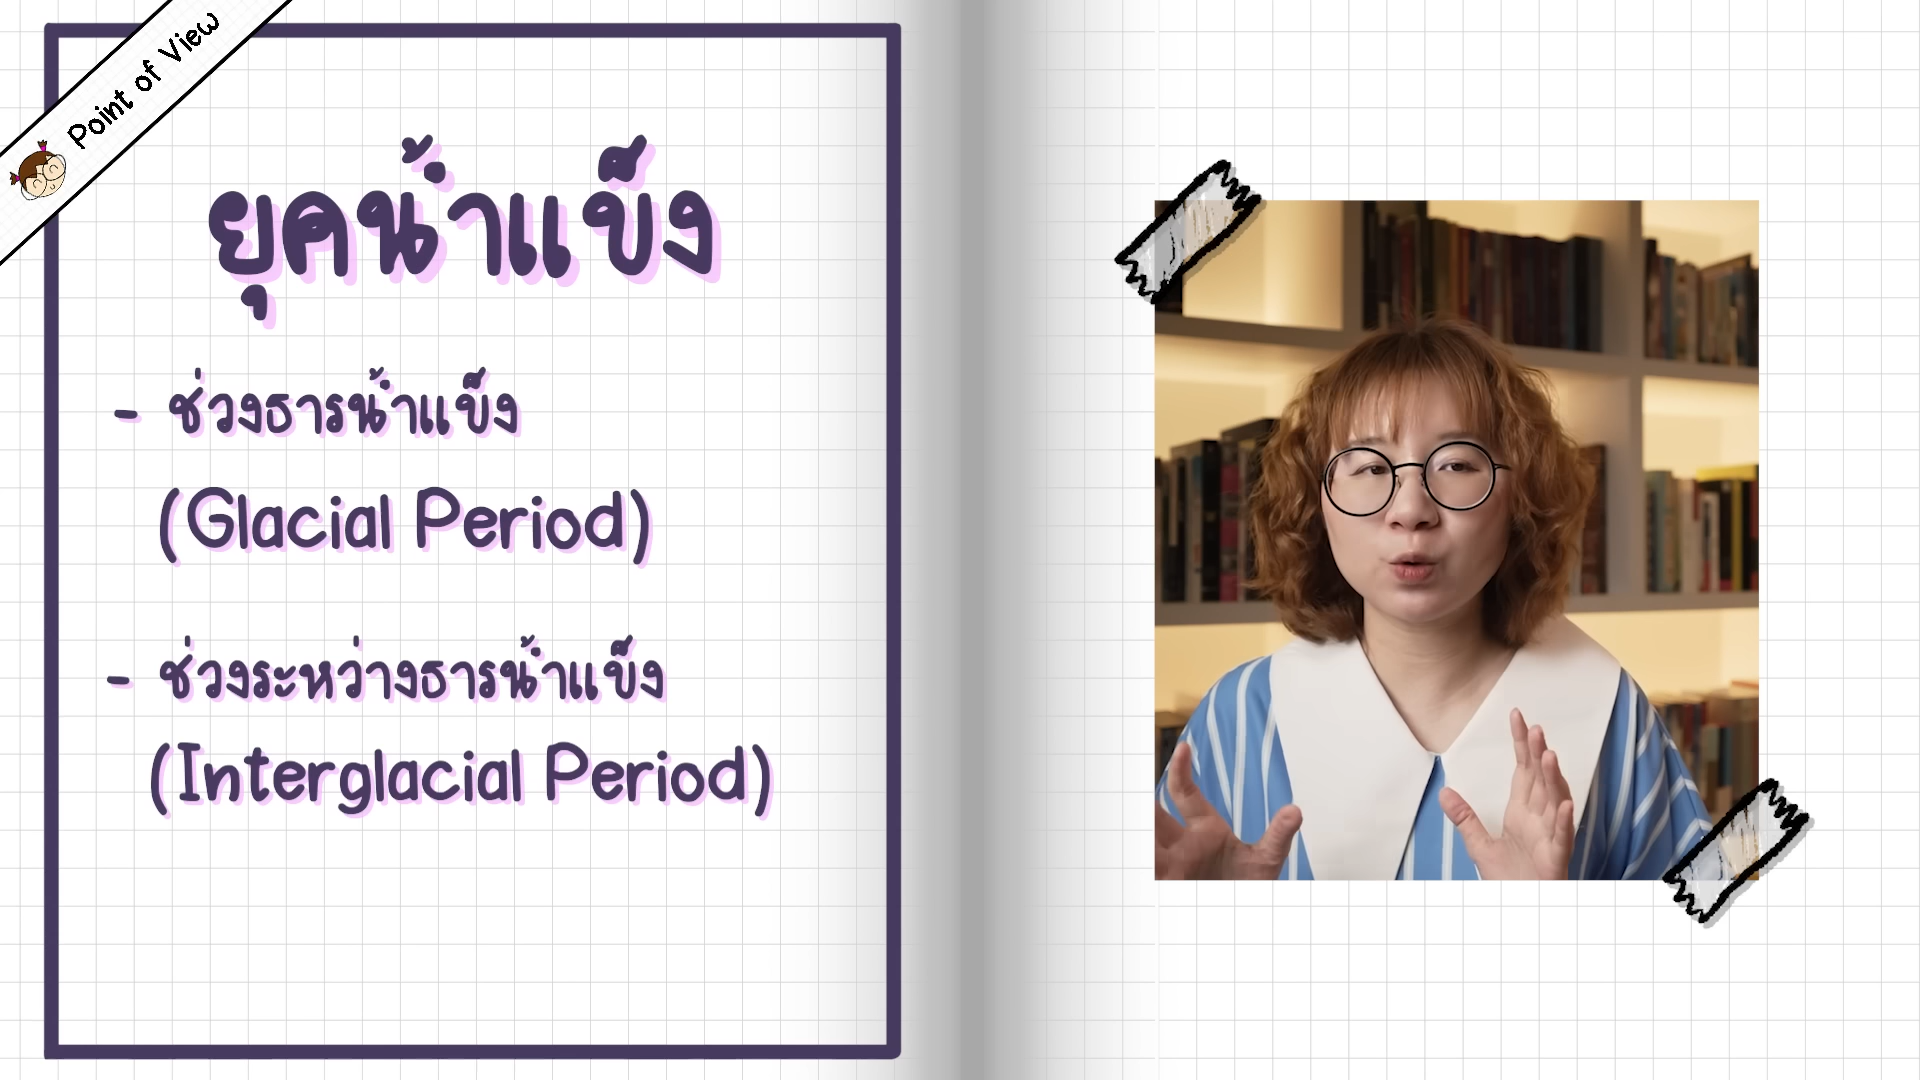 Point of View
ยุคน้ำแข็ง
- ช่วงธารน้ำแข็ง
(Glacial Period)
- ช่วงระหว่างธารน้ำแข็ง
(Interglacial Period)